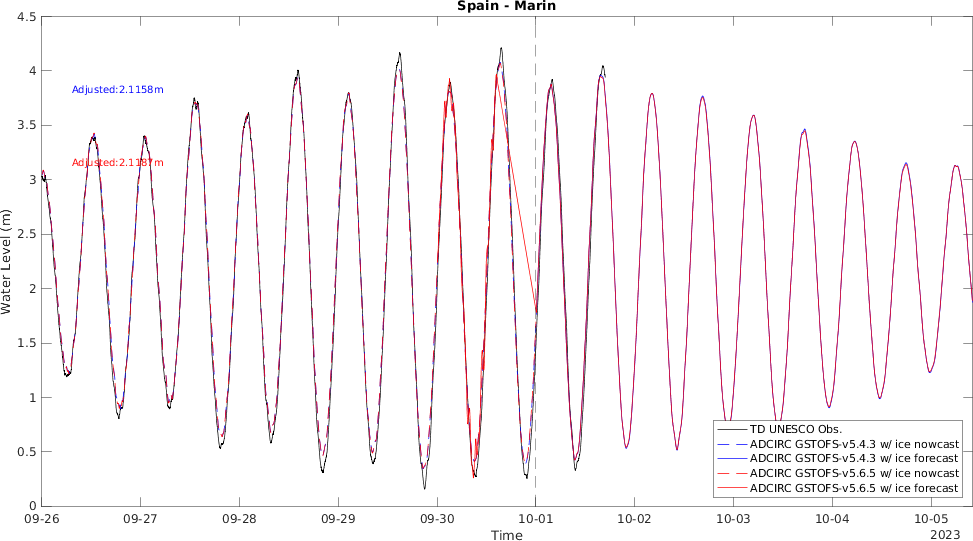 Spain - Marin
4.5
4
3.5
3
2.5
2
1.5
1
0.5
0
Water Level (m)
Adjusted:2.1158m
Adjusted:2.1187m
TD UNESCO Obs.
ADCIRC GSTOFS-v5.4.3 w/ ice nowcast
ADCIRC GSTOFS-v5.4.3 w/ ice forecast
ADCIRC GSTOFS-v5.6.5 w/ ice nowcast
ADCIRC GSTOFS-v5.6.5 w/ ice forecast
09-26 09-27 09-28 09-29 09-30 10-01 10-02 10-03 10-04 10-05
Time
2023